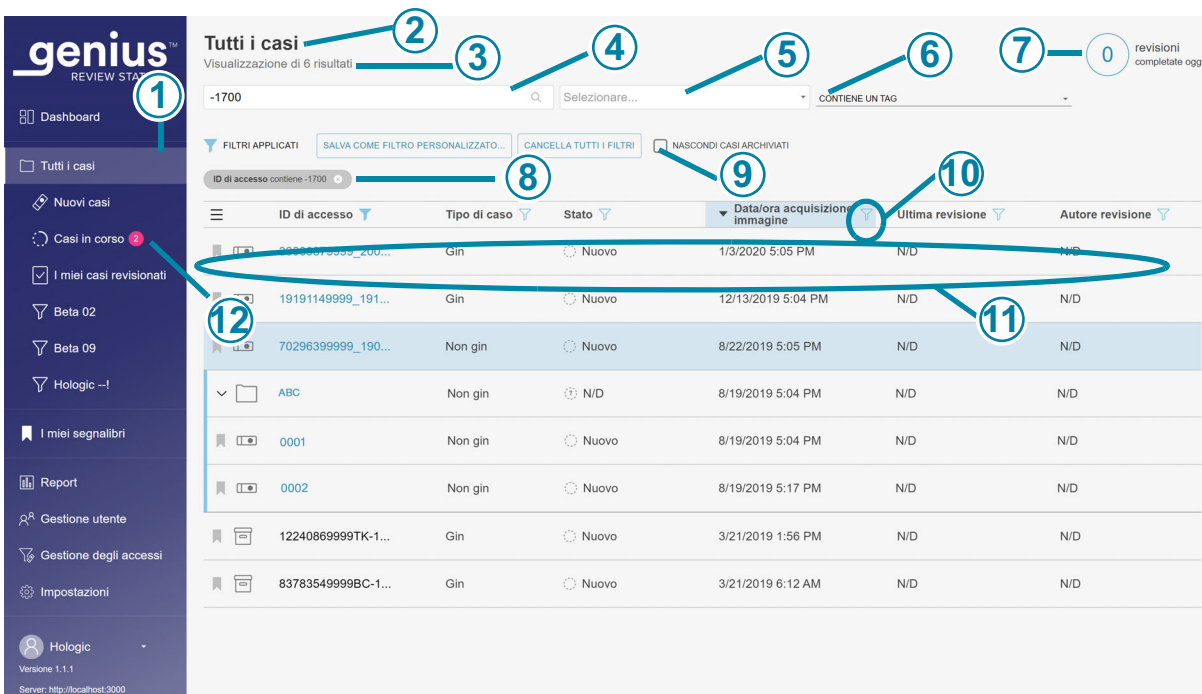 genius™
REVIEW STAT
Dashboard
Tutti i casi
Nuovi casi
Casi in corso 2
I miei casi revisionati
Beta 02
Beta 09
Hologic --!
I miei segnalibri
Report
Gestione utente
Gestione degli accessi
Impostazioni
Hologic
Versione 1.1.1
Server: http://localhost:3000
1
12
Tutti i casi
2
Visualizzazione di 6 risultati
3
4
5
6
7
0
revisioni
completate ogg
-1700
Selezionare...
CONTIENE UN TAG
FILTRI APPLICATI
SALVA COME FILTRO PERSONALIZZATO...
CANCELLA TUTTI I FILTRI
NASCONDI CASI ARCHIVIATI
ID di accesso contiene -1700
8
9
10
ID di accesso Tipo di caso Stato Data/ora acquisizione immagine Ultima revisione Autore revisione
Gin Nuovo 1/3/2020 5:05 PM N/D N/D
19191149999_191... Gin Nuovo 12/13/2019 5:04 PM N/D N/D
11
70296399999_190... Non gin Nuovo 8/22/2019 5:05 PM N/D N/D
ABC Non gin N/D 8/19/2019 5:04 PM N/D N/D
0001 Non gin Nuovo 8/19/2019 5:04 PM N/D N/D
0002 Non gin Nuovo 8/19/2019 5:17 PM N/D N/D
12240869999TK-1... Gin Nuovo 3/21/2019 1:56 PM N/D N/D
83783549999BC-1... Gin Nuovo 3/21/2019 6:12 AM N/D N/D